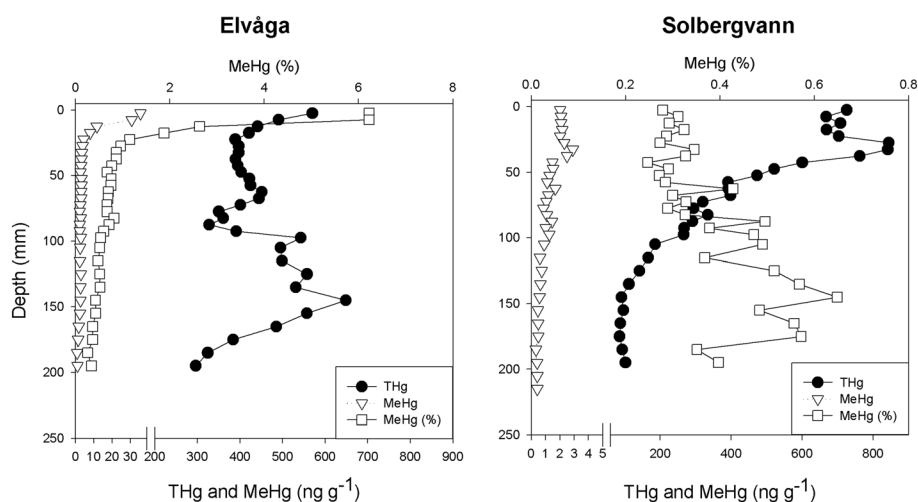 Elvåga
MeHg (%)
0 2 4 6 8
Depth (mm)
0
50
100
150
200
250
THg
MeHg
MeHg (%)
0 10 20 30 200 300 400 500 600 700 800 900
THg and MeHg (ng g-1)
Solbergvann
MeHg (%)
0.0 0.2 0.4 0.6 0.8
0
50
100
150
200
250
THg
MeHg
MeHg (%)
0 1 2 3 4 5 200 400 600 800
THg and MeHg (ng g-1)